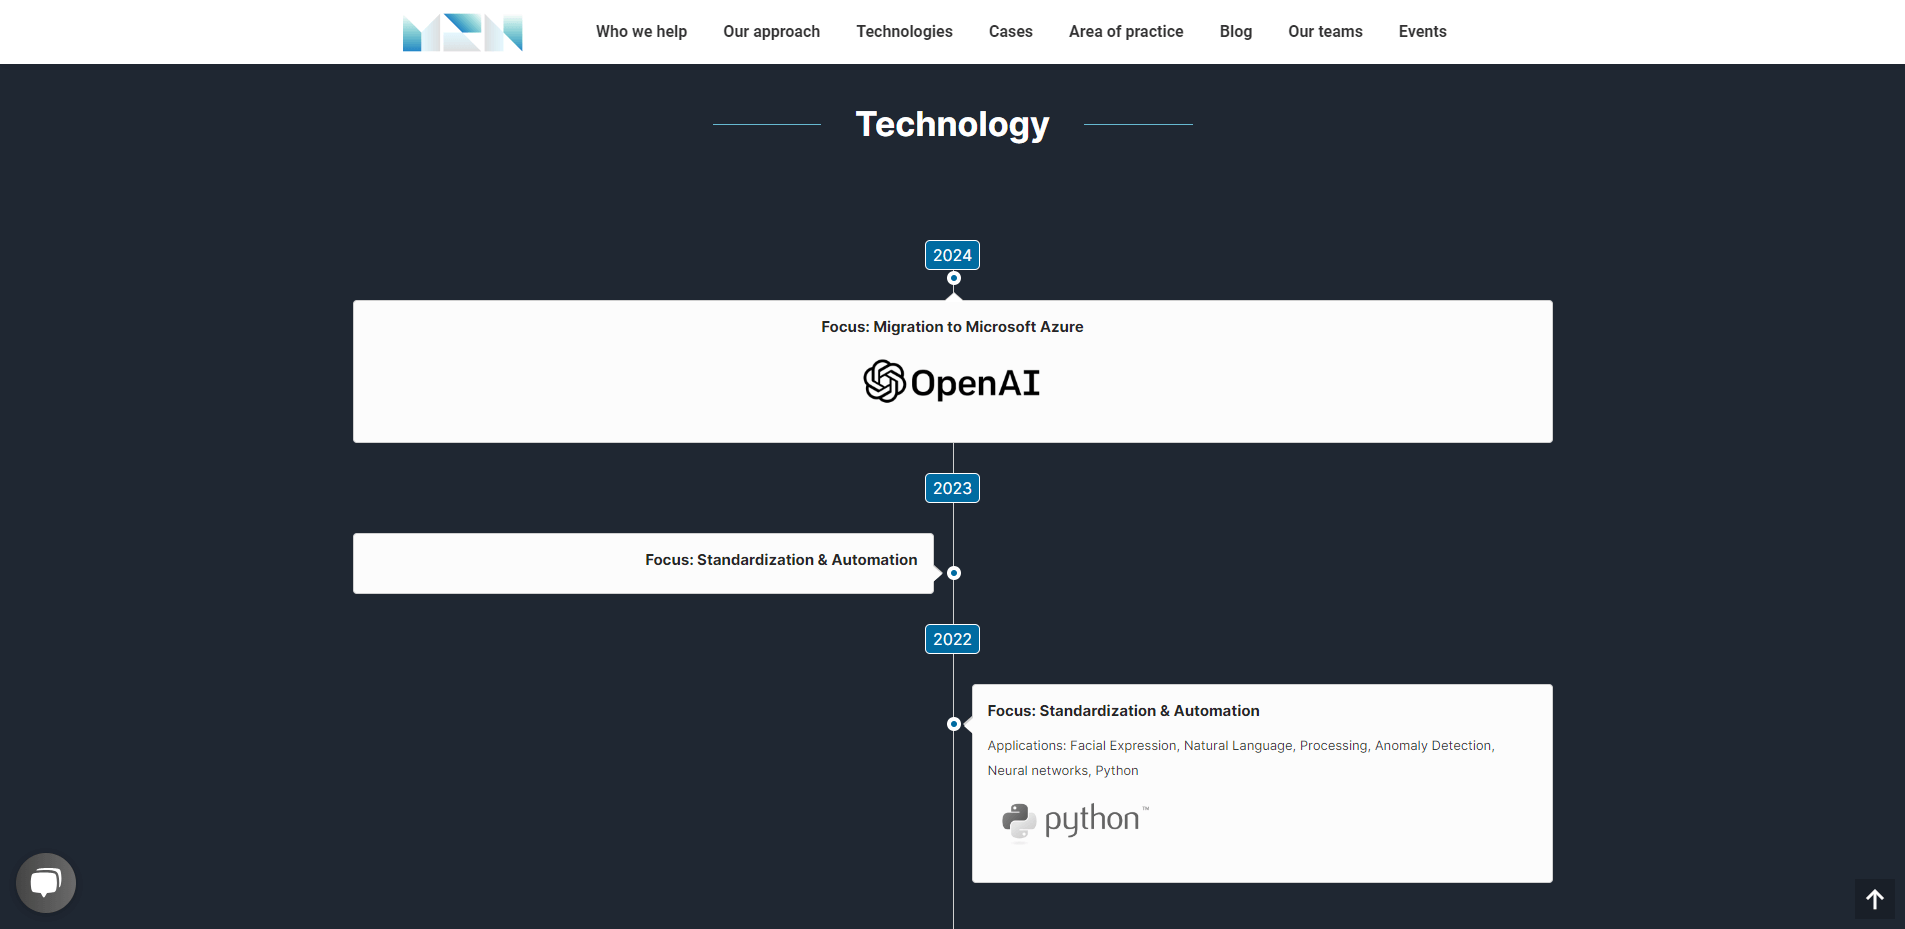 MEN
Who we help
Our approach
Technologies
Cases
Area of practice
Blog
Our teams
Events
Technology
2024
Focus: Migration to Microsoft Azure
OpenAI
2023
Focus: Standardization & Automation
2022
Focus: Standardization & Automation
Applications: Facial Expression, Natural Language, Processing, Anomaly Detection,
Neural networks, Python
python™